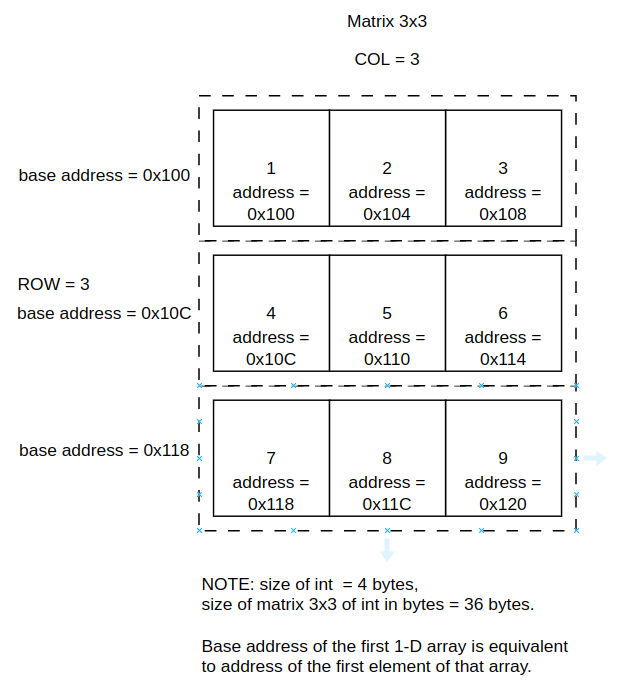 Matrix 3x3
COL = 3
base address = 0x100
1
address =
0x100
2
address =
0x104
3
address =
0x108
ROW = 3
base address = 0x10C
4
address =
0x10C
5
address =
0x110
6
address =
0x114
base address = 0x118
7
address =
0x118
8
address =
0x11C
9
address =
0x120
NOTE: size of int  = 4 bytes,
size of matrix 3x3 of int in bytes = 36 bytes.
Base address of the first 1-D array is equivalent
to address of the first element of that array.